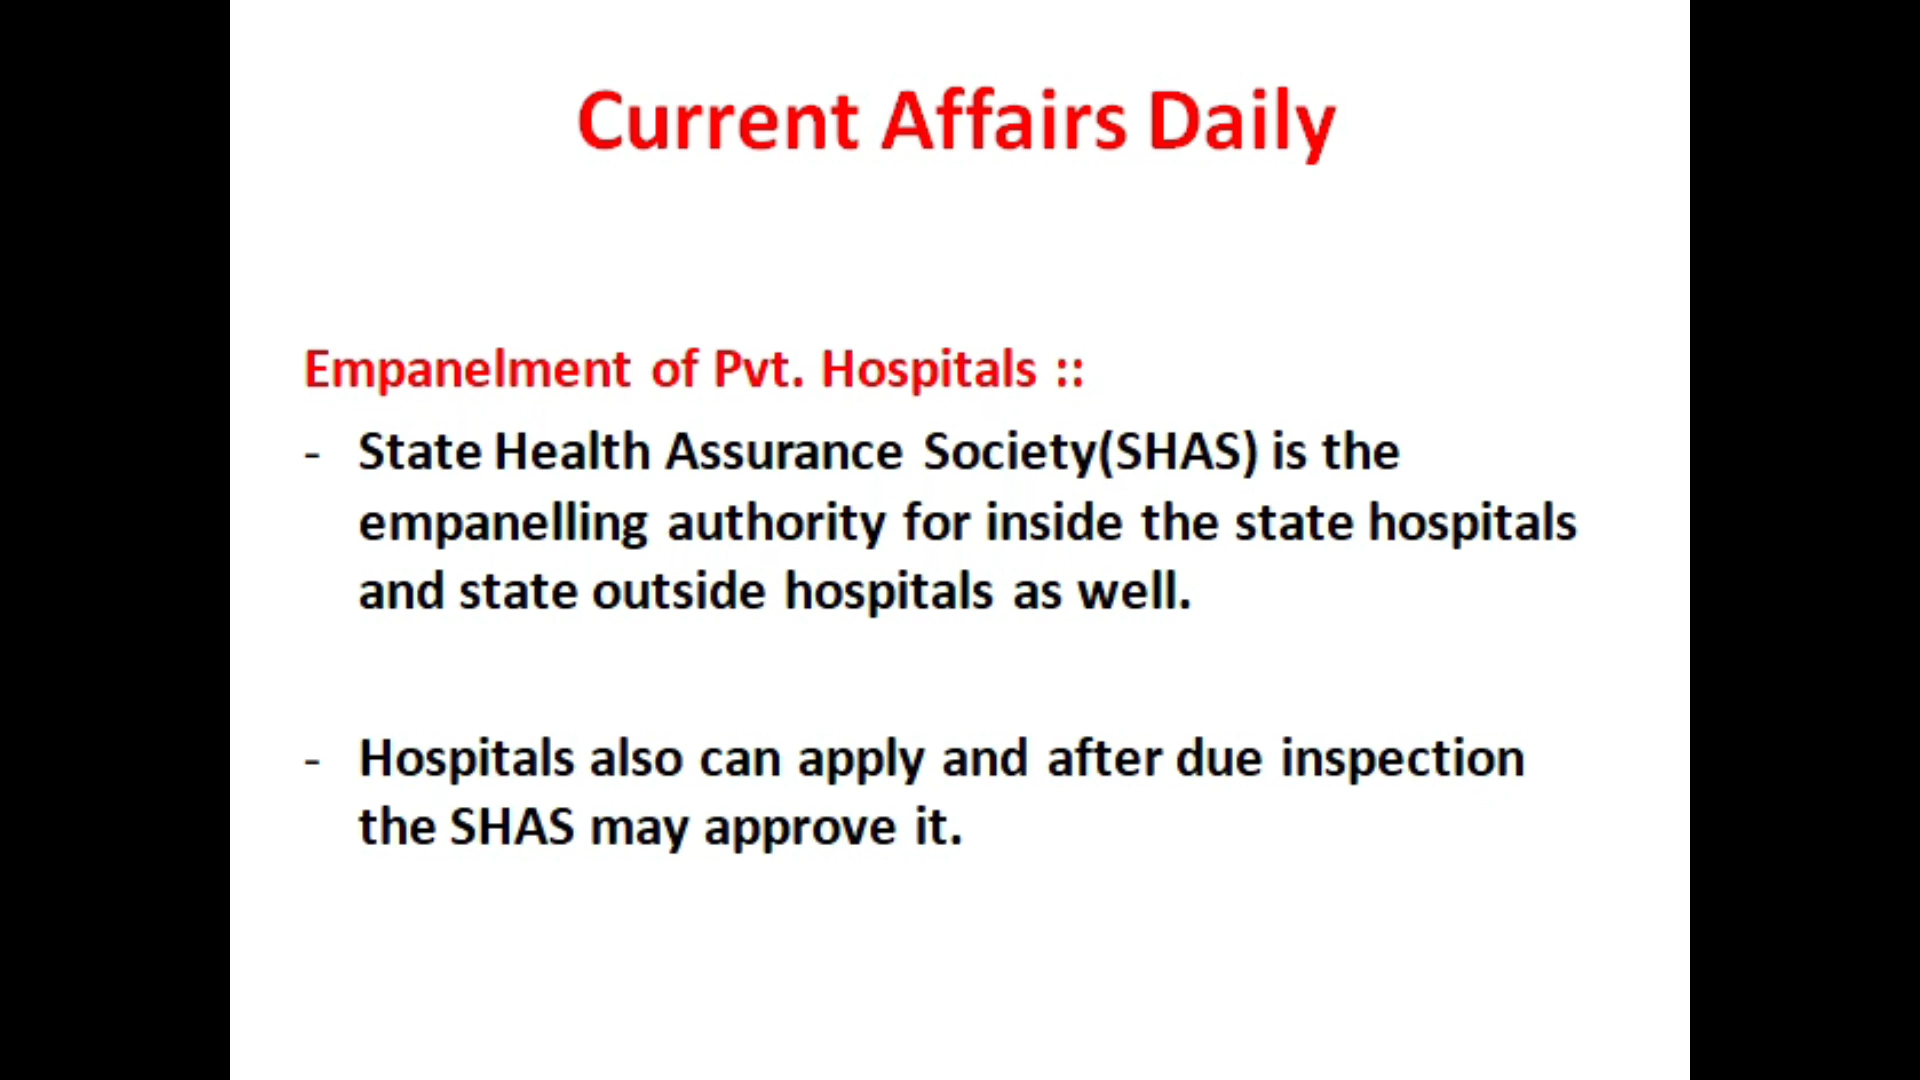 Current Affairs Daily
Empanelment of Pvt. Hospitals ::
- State Health Assurance Society(SHAS) is the
empanelling authority for inside the state hospitals
and state outside hospitals as well.
- Hospitals also can apply and after due inspection
the SHAS may approve it.